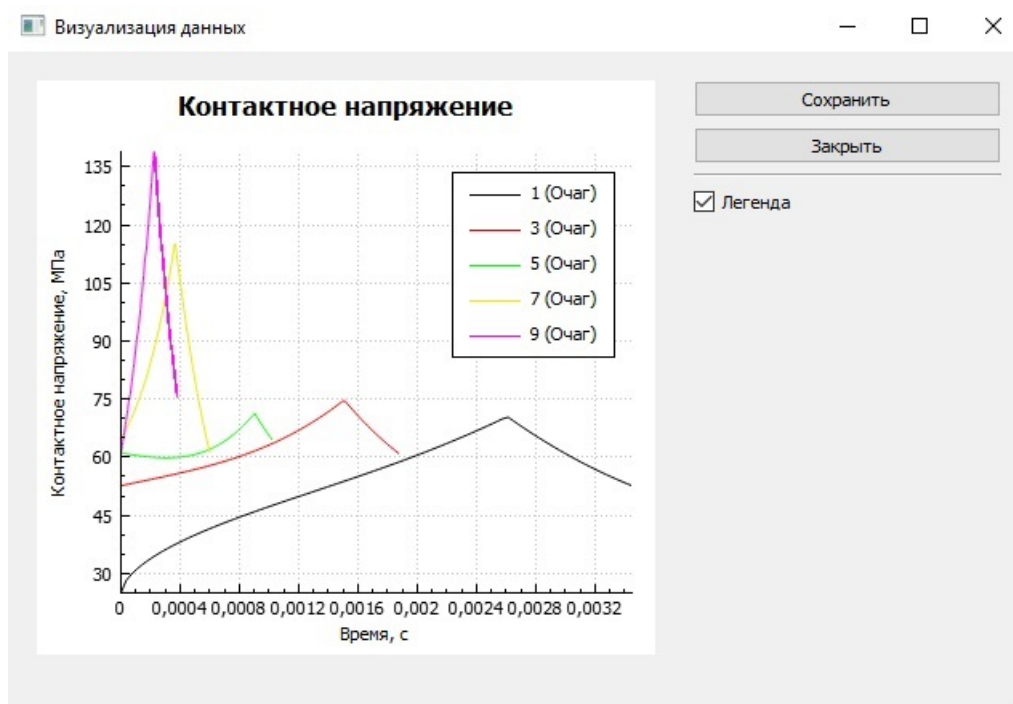 Визуализация данных
Контактное напряжение
Сохранить
Закрыть
Легенда
1 (Очаг)
3 (Очаг)
5 (Очаг)
7 (Очаг)
9 (Очаг)
Контактное напряжение, МПа
135
120
105
90
75
60
45
30
0 0,0004 0,0008 0,0012 0,0016 0,002 0,0024 0,0028 0,0032
Время, с